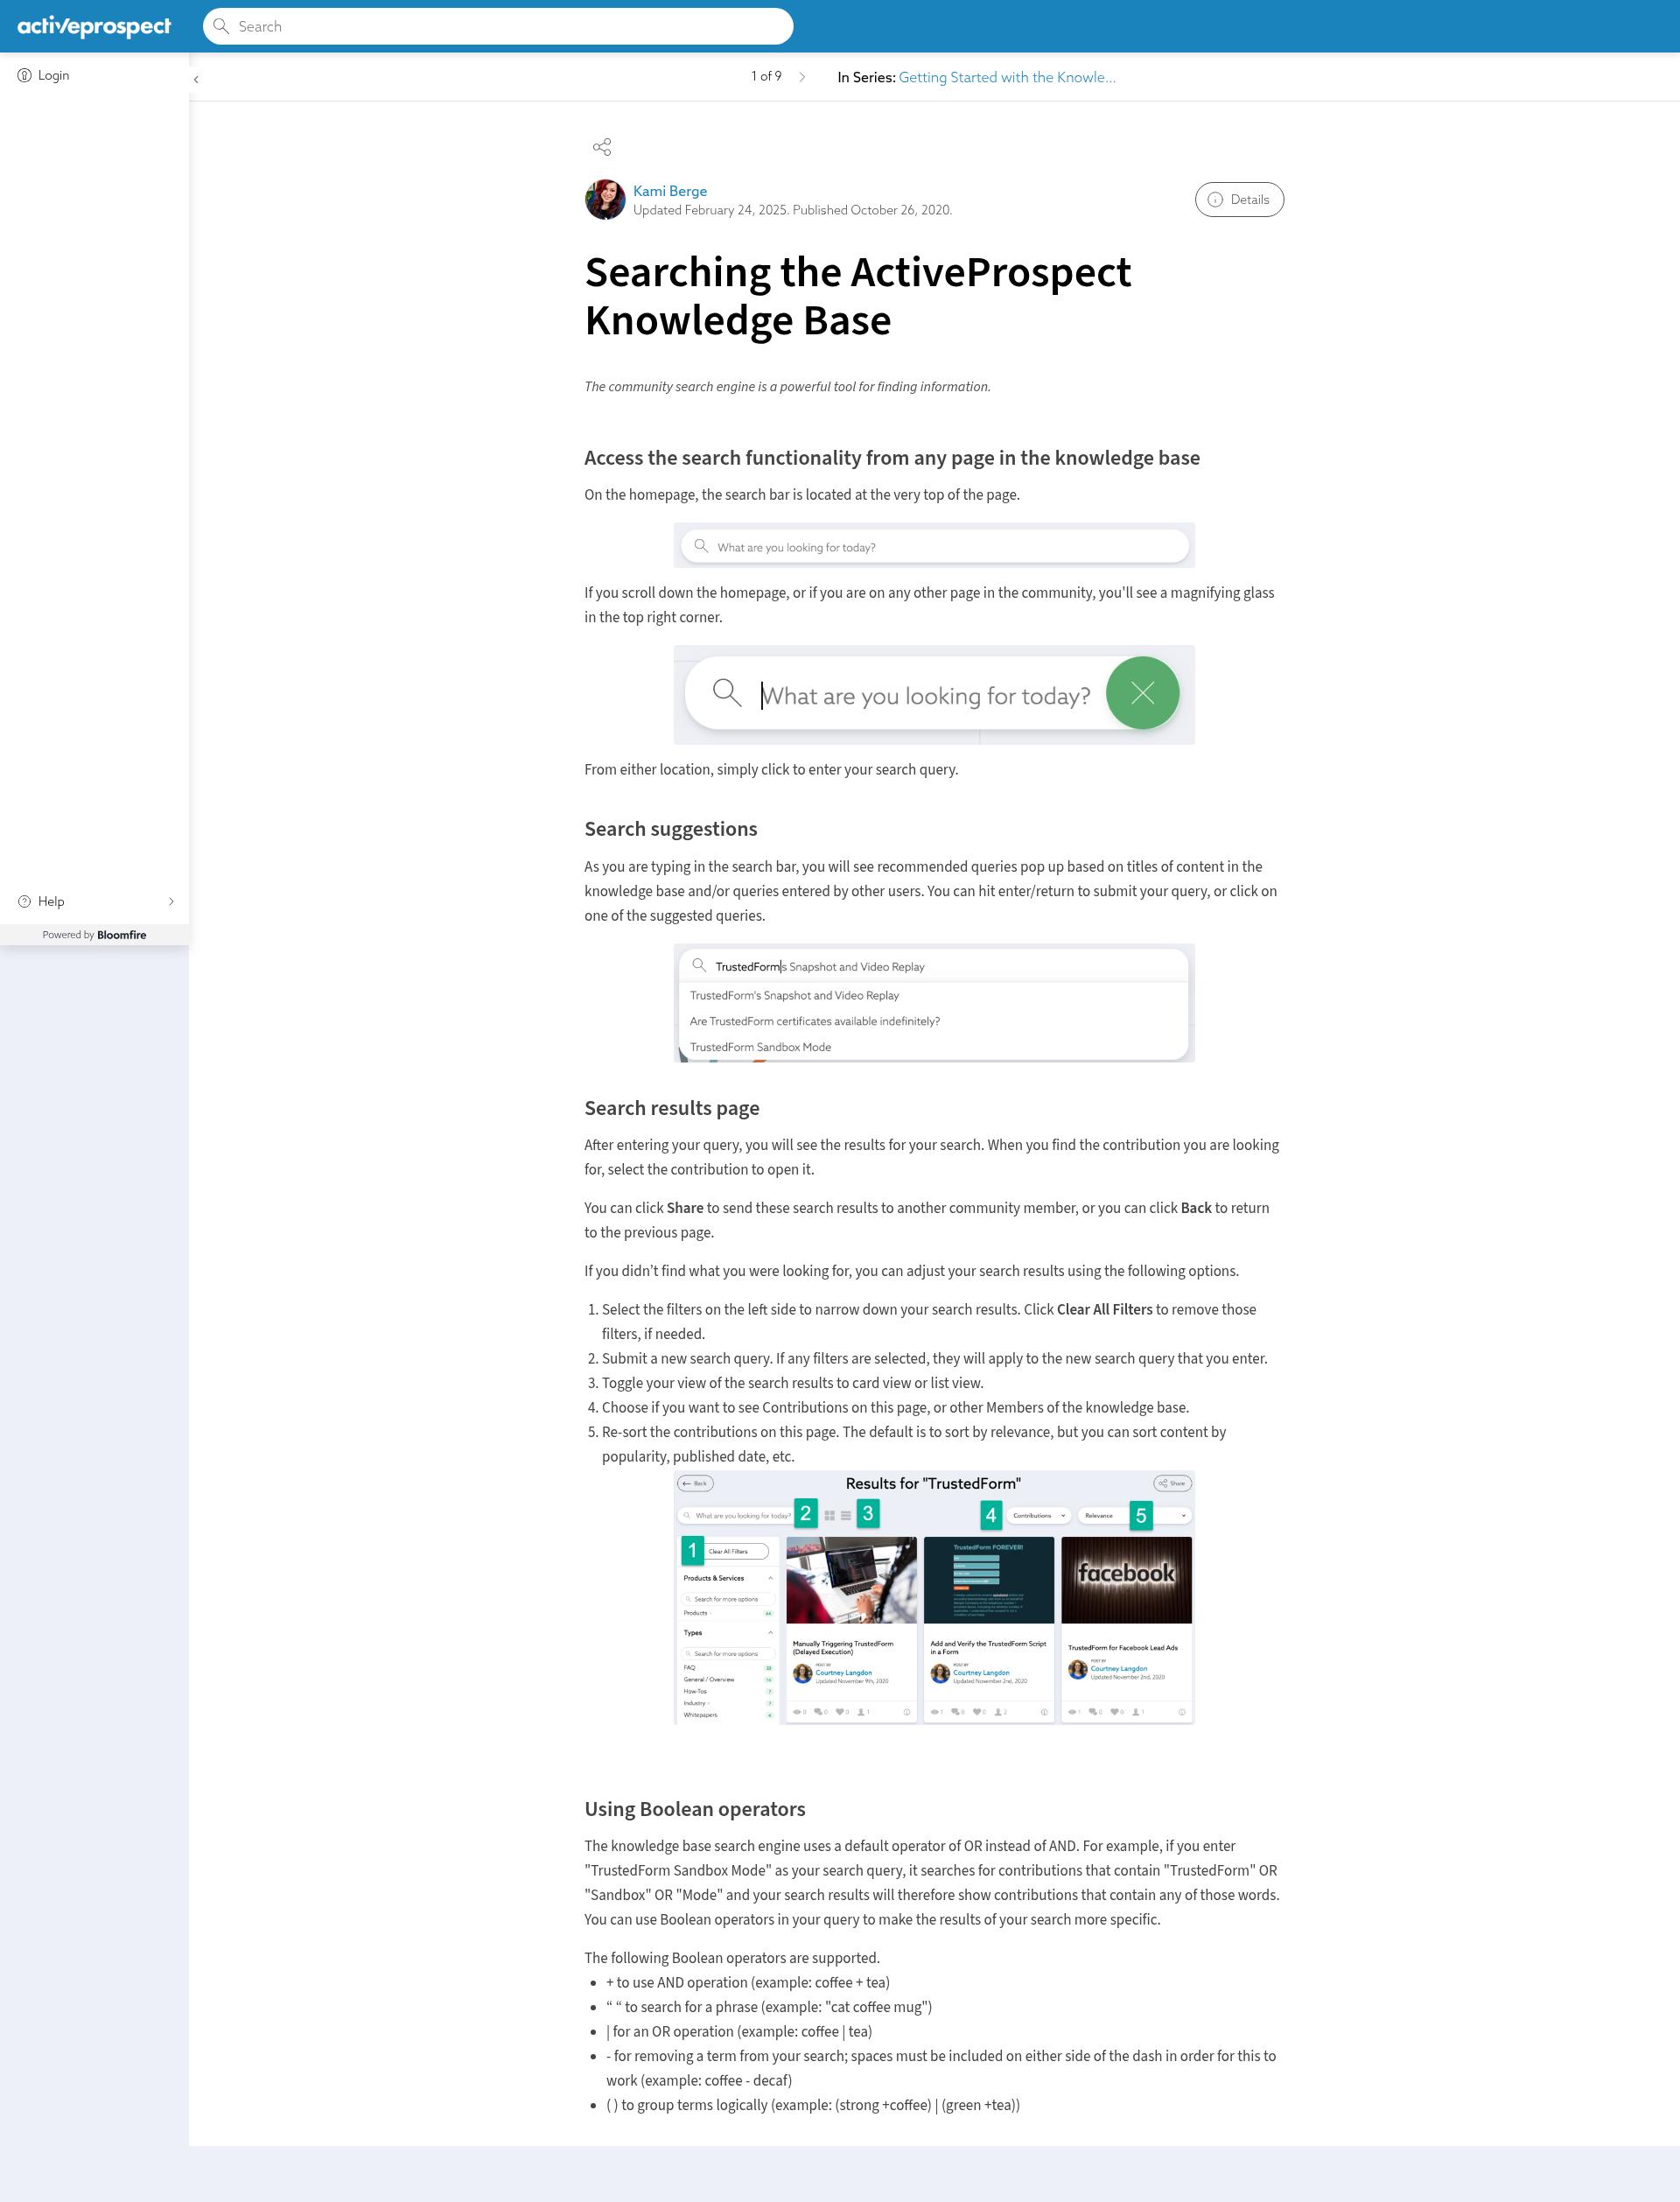 activeprospect
Search
Login
1 of 9
In Series: Getting Started with the Knowle...
Kami Berge
Updated February 24, 2025. Published October 26, 2020.
Details
Searching the ActiveProspect
Knowledge Base
The community search engine is a powerful tool for finding information.
Access the search functionality from any page in the knowledge base
On the homepage, the search bar is located at the very top of the page.
What are you looking for today?
If you scroll down the homepage, or if you are on any other page in the community, you'll see a magnifying glass
in the top right corner.
What are you looking for today?
From either location, simply click to enter your search query.
Search suggestions
As you are typing in the search bar, you will see recommended queries pop up based on titles of content in the
knowledge base and/or queries entered by other users. You can hit enter/return to submit your query, or click on
one of the suggested queries.
Help
Powered by Bloomfire
TrustedForm|s Snapshot and Video Replay
TrustedForm's Snapshot and Video Replay
Are TrustedForm certificates available indefinitely?
TrustedForm Sandbox Mode
Search results page
After entering your query, you will see the results for your search. When you find the contribution you are looking
for, select the contribution to open it.
You can click Share to send these search results to another community member, or you can click Back to return
to the previous page.
If you didn’t find what you were looking for, you can adjust your search results using the following options.
1. Select the filters on the left side to narrow down your search results. Click Clear All Filters to remove those
filters, if needed.
2. Submit a new search query. If any filters are selected, they will apply to the new search query that you enter.
3. Toggle your view of the search results to card view or list view.
4. Choose if you want to see Contributions on this page, or other Members of the knowledge base.
5. Re-sort the contributions on this page. The default is to sort by relevance, but you can sort content by
popularity, published date, etc.
Back
Results for "TrustedForm"
Share
What are you looking for today?
2
3
4
Contributions
Relevance
5
1
Clear All Filters
Products & Services
Search for more options
Products
Types
Search for more options
FAQ
General / Overview
How-Tos
Industry
Whitepapers
Manually Triggering TrustedForm
(Delayed Execution)
POST BY
Courtney Langdon
Updated November 9th, 2020
0 0 0 1
TrustedForm FOREVER!
Add and Verify the TrustedForm Script
in a Form
POST BY
Courtney Langdon
Updated November 2nd, 2020
1 0 0 2
facebook
TrustedForm for Facebook Lead Ads
POST BY
Courtney Langdon
Updated November 2nd, 2020
1 0 0 1
Using Boolean operators
The knowledge base search engine uses a default operator of OR instead of AND. For example, if you enter
"TrustedForm Sandbox Mode" as your search query, it searches for contributions that contain "TrustedForm" OR
"Sandbox" OR "Mode" and your search results will therefore show contributions that contain any of those words.
You can use Boolean operators in your query to make the results of your search more specific.
The following Boolean operators are supported.
• + to use AND operation (example: coffee + tea)
• “ “ to search for a phrase (example: "cat coffee mug")
• | for an OR operation (example: coffee | tea)
• - for removing a term from your search; spaces must be included on either side of the dash in order for this to
work (example: coffee - decaf)
• ( ) to group terms logically (example: (strong +coffee) | (green +tea))